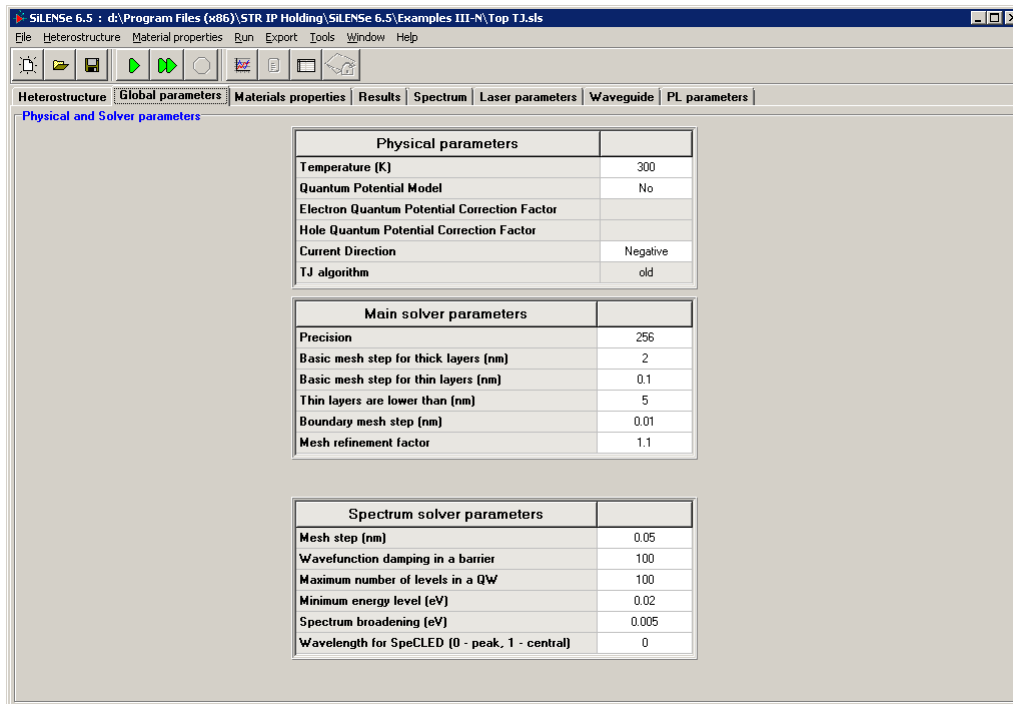 SiLENSe 6.5 : d:\Program Files (x86)\STR IP Holding\SiLENSe 6.5\Examples III-N\Top TJ.sls
File Heterostructure Material properties Run Export Tools Window Help
Heterostructure Global parameters Materials properties Results Spectrum Laser parameters Waveguide PL parameters
Physical and Solver parameters
Physical parameters
Temperature (K) 300
Quantum Potential Model No
Electron Quantum Potential Correction Factor
Hole Quantum Potential Correction Factor
Current Direction Negative
TJ algorithm old
Main solver parameters
Precision 256
Basic mesh step for thick layers (nm) 2
Basic mesh step for thin layers (nm) 0.1
Thin layers are lower than (nm) 5
Boundary mesh step (nm) 0.01
Mesh refinement factor 1.1
Spectrum solver parameters
Mesh step (nm) 0.05
Wavefunction damping in a barrier 100
Maximum number of levels in a QW 100
Minimum energy level (eV) 0.02
Spectrum broadening (eV) 0.005
Wavelength for SpeCLED (0 - peak, 1 - central) 0